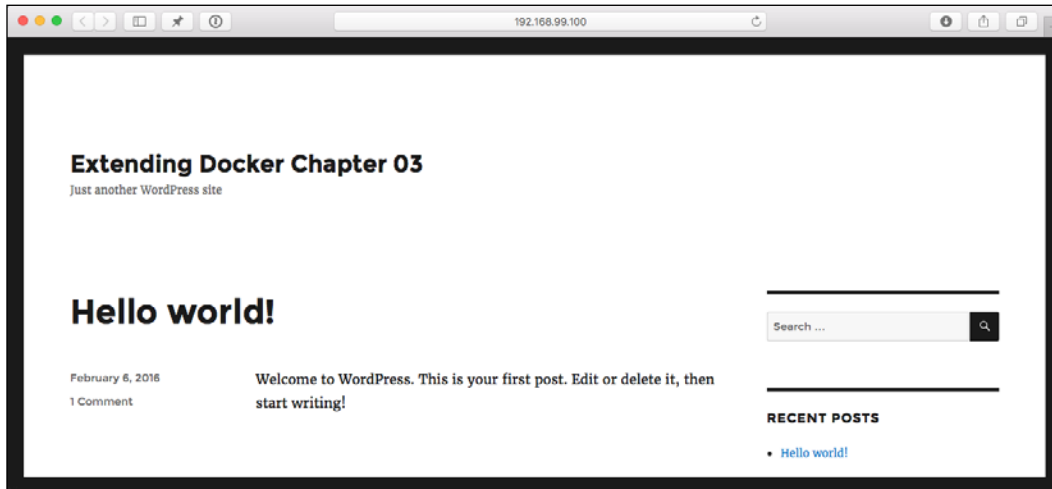 192.168.99.100
Extending Docker Chapter 03
Just another WordPress site
Hello world!
February 6, 2016
1 Comment
Welcome to WordPress. This is your first post. Edit or delete it, then
start writing!
Search ...
RECENT POSTS
Hello world!